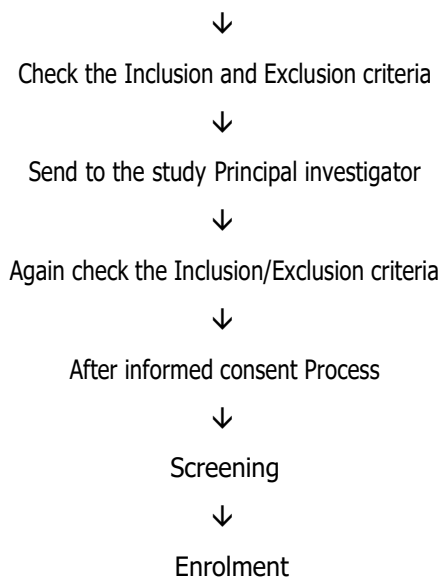 ↓
Check the Inclusion and Exclusion criteria
↓
Send to the study Principal investigator
↓
Again check the Inclusion/Exclusion criteria
↓
After informed consent Process
↓
Screening
↓
Enrolment